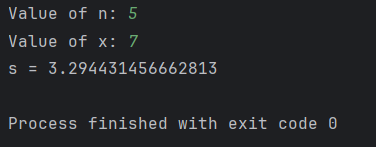 Value of n: 5
Value of x: 7
s = 3.294431456662813
Process finished with exit code 0